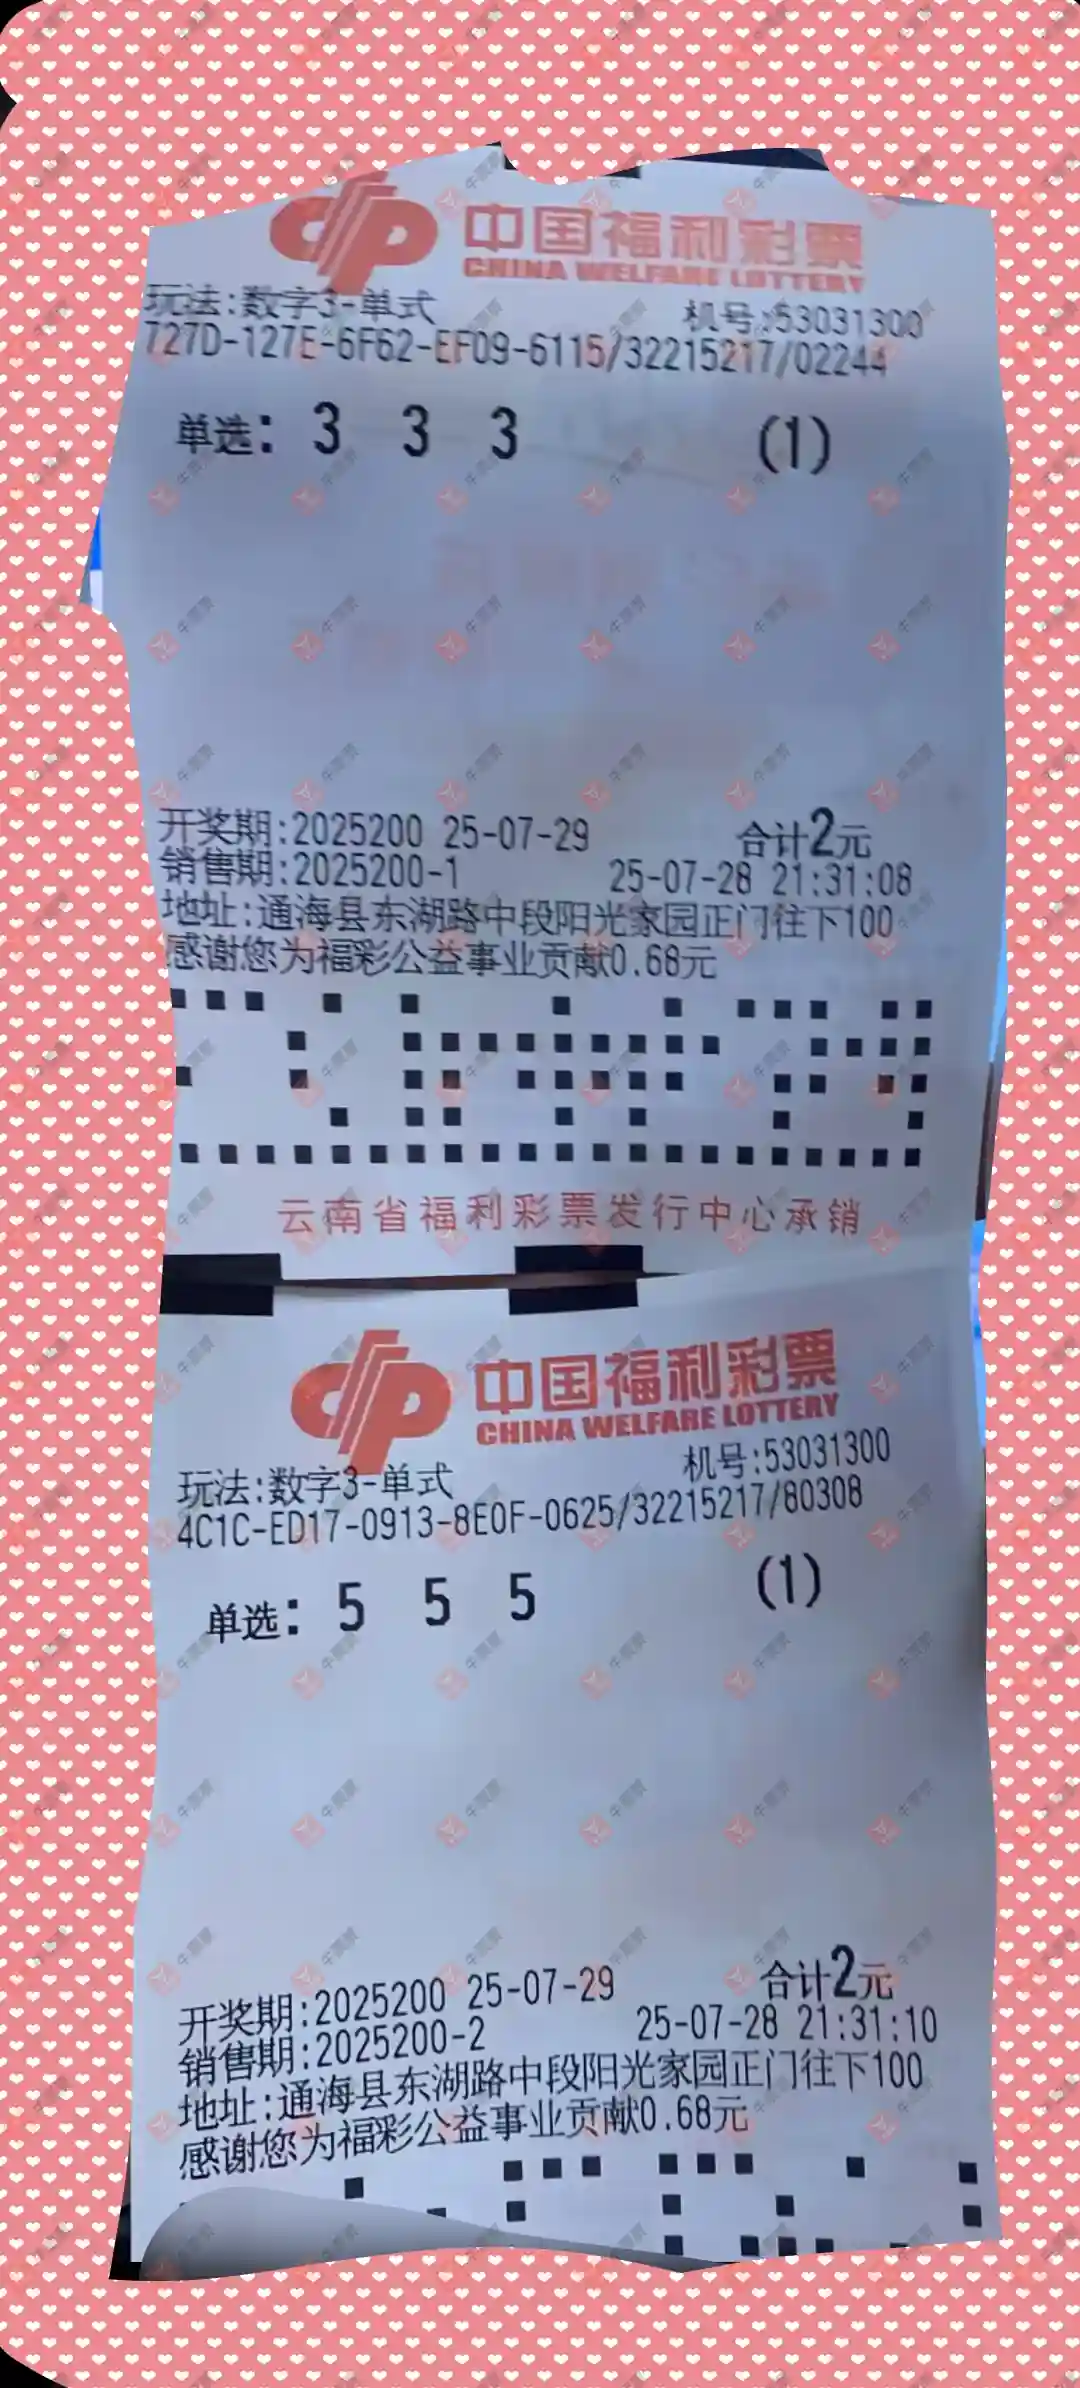 中国福利彩票
CHINA WELFARE LOTTERY
玩法:数字3-单式 机号:53031300
727D-127E-6F62-EF09-6115/32215217/02244
单选: 3 3 3 (1)
开奖期:2025200 25-07-29 合计2元
销售期:2025200-1 25-07-28 21:31:08
地址:通海县东湖路中段阳光家园正门往下100
感谢您为福彩公益事业贡献0.68元
云南省福利彩票发行中心承销
中国福利彩票
CHINA WELFARE LOTTERY
玩法:数字3-单式 机号:53031300
4C1C-ED17-0913-8E0F-0625/32215217/80308
单选: 5 5 5 (1)
开奖期:2025200 25-07-29 合计2元
销售期:2025200-2 25-07-28 21:31:10
地址:通海县东湖路中段阳光家园正门往下100
感谢您为福彩公益事业贡献0.68元